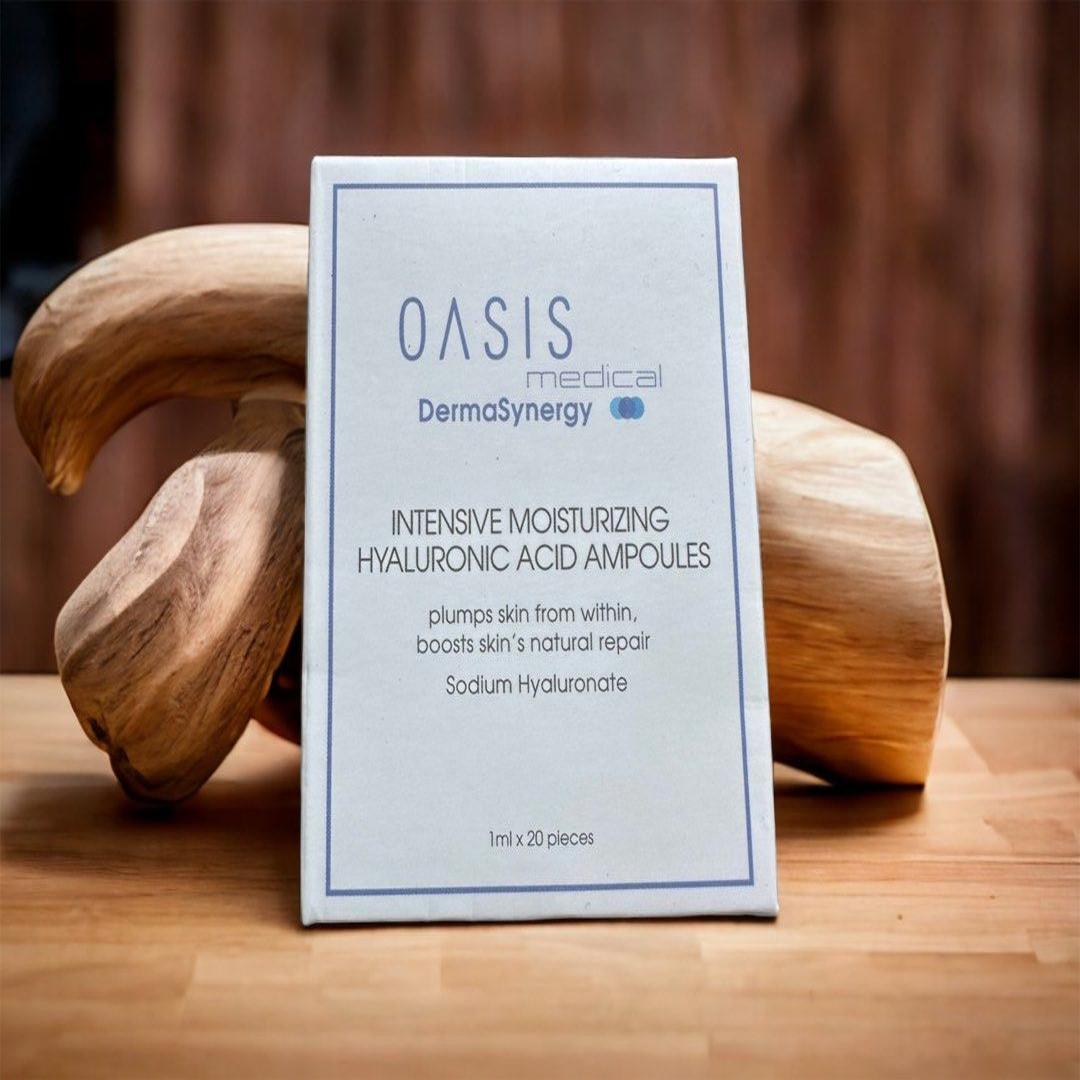 OASIS
medical
DermaSynergy
INTENSIVE MOISTURIZING
HYALURONIC ACID AMPOULES
plumps skin from within,
boosts skin's natural repair
Sodium Hyaluronate
1ml x 20 pieces